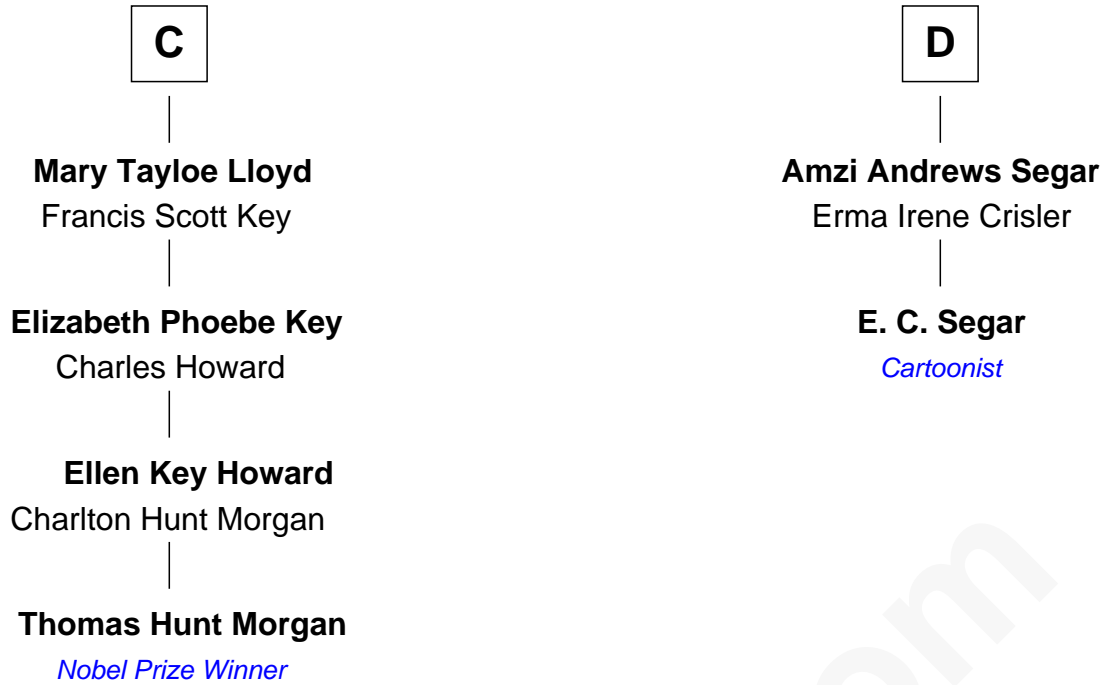 C
Mary Tayloe Lloyd
Francis Scott Key
Elizabeth Phoebe Key
Charles Howard
Ellen Key Howard
Charlton Hunt Morgan
Thomas Hunt Morgan
Nobel Prize Winner
D
Amzi Andrews Segar
Erma Irene Crisler
E. C. Segar
Cartoonist
om